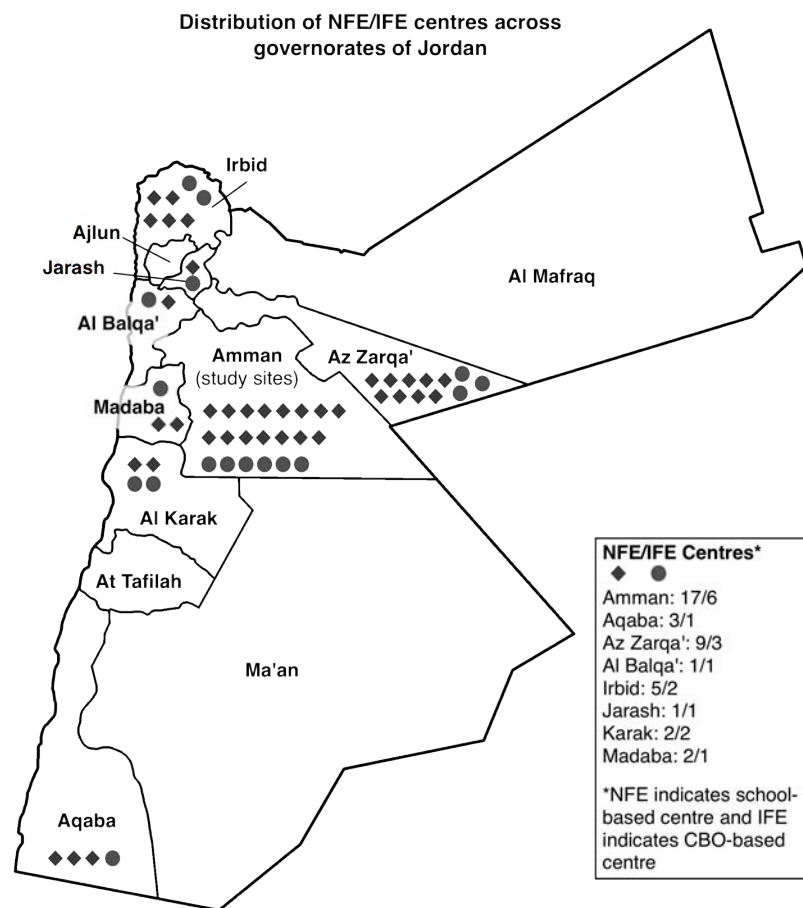 Distribution of NFE/IFE centres across
governorates of Jordan
Irbid
Ajlun
Jarash
Al Mafraq
Al Balqa'
Amman
(study sites)
Az Zarqa'
Madaba
Al Karak
At Tafilah
Ma'an
Aqaba
NFE/IFE Centres*
Amman: 17/6
Aqaba: 3/1
Az Zarqa': 9/3
Al Balqa': 1/1
Irbid: 5/2
Jarash: 1/1
Karak: 2/2
Madaba: 2/1
*NFE indicates school-
based centre and IFE
indicates CBO-based
centre